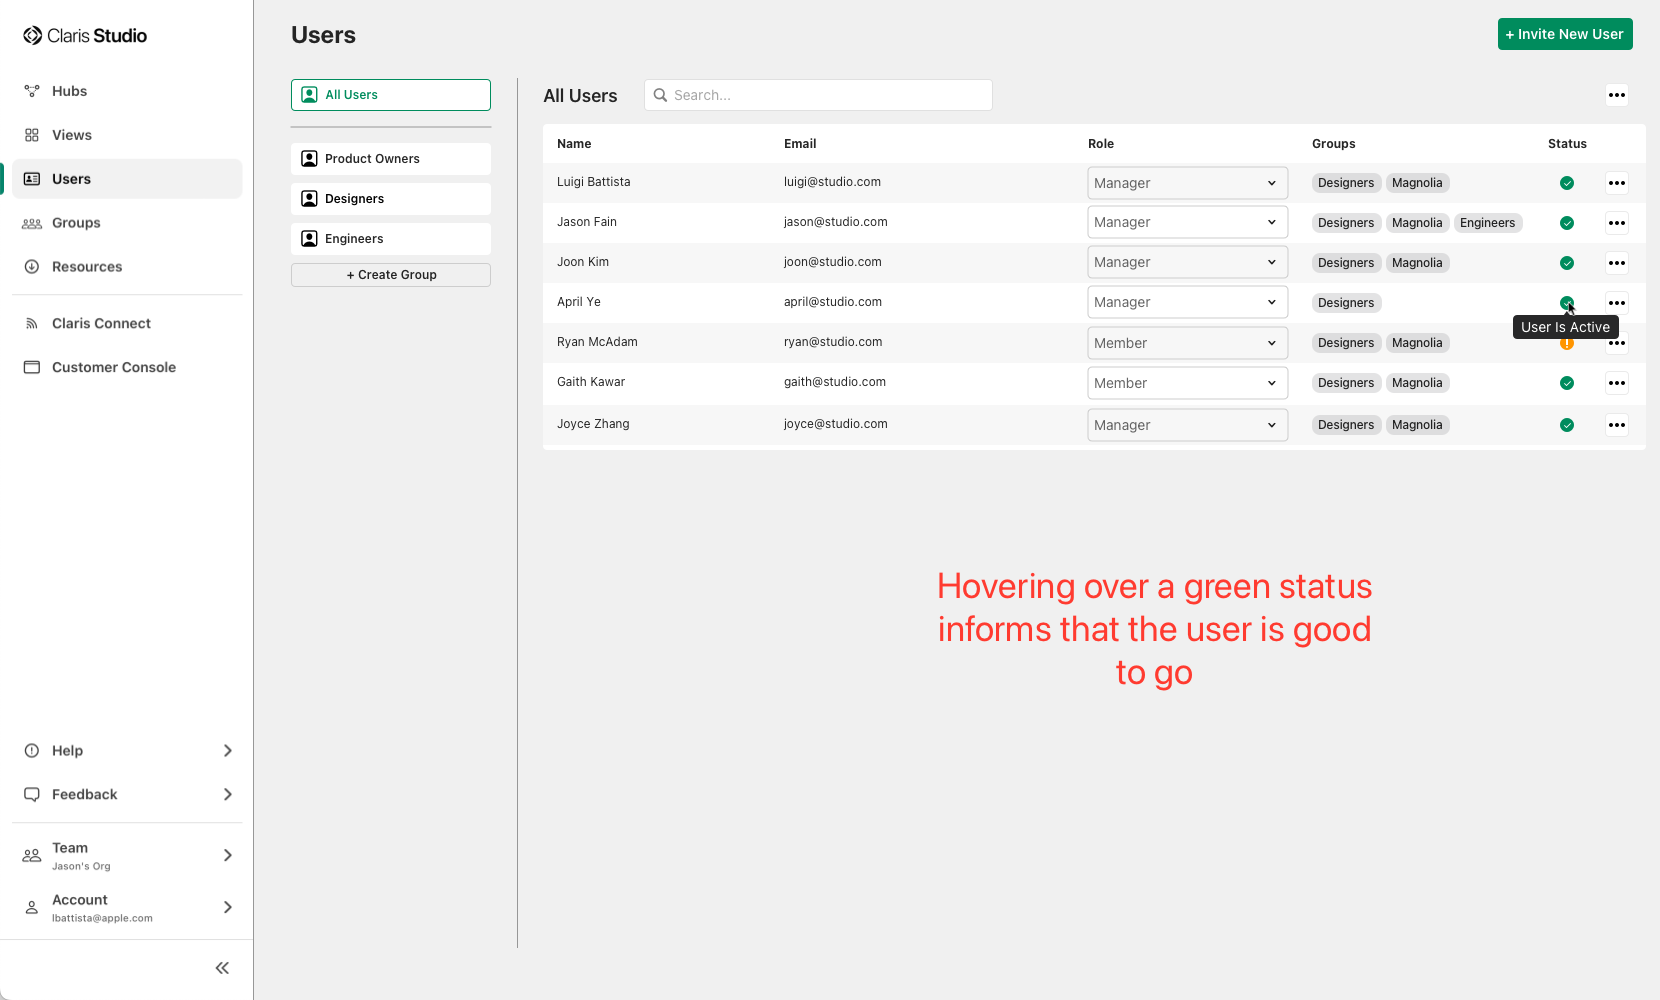 Claris Studio
Hubs
Views
Users
Groups
Resources
Claris Connect
Customer Console
Help
Feedback
Team
Jason's Org
Account
lbattista@apple.com
Users
+ Invite New User
All Users
Product Owners
Designers
Engineers
+ Create Group
All Users
Search...
Name Email Role Groups Status
Luigi Battista luigi@studio.com Manager Designers Magnolia
Jason Fain jason@studio.com Manager Designers Magnolia Engineers
Joon Kim joon@studio.com Manager Designers Magnolia
April Ye april@studio.com Manager Designers
User Is Active
Ryan McAdam ryan@studio.com Member Designers Magnolia
Gaith Kawar gaith@studio.com Member Designers Magnolia
Joyce Zhang joyce@studio.com Manager Designers Magnolia
Hovering over a green status
informs that the user is good
to go